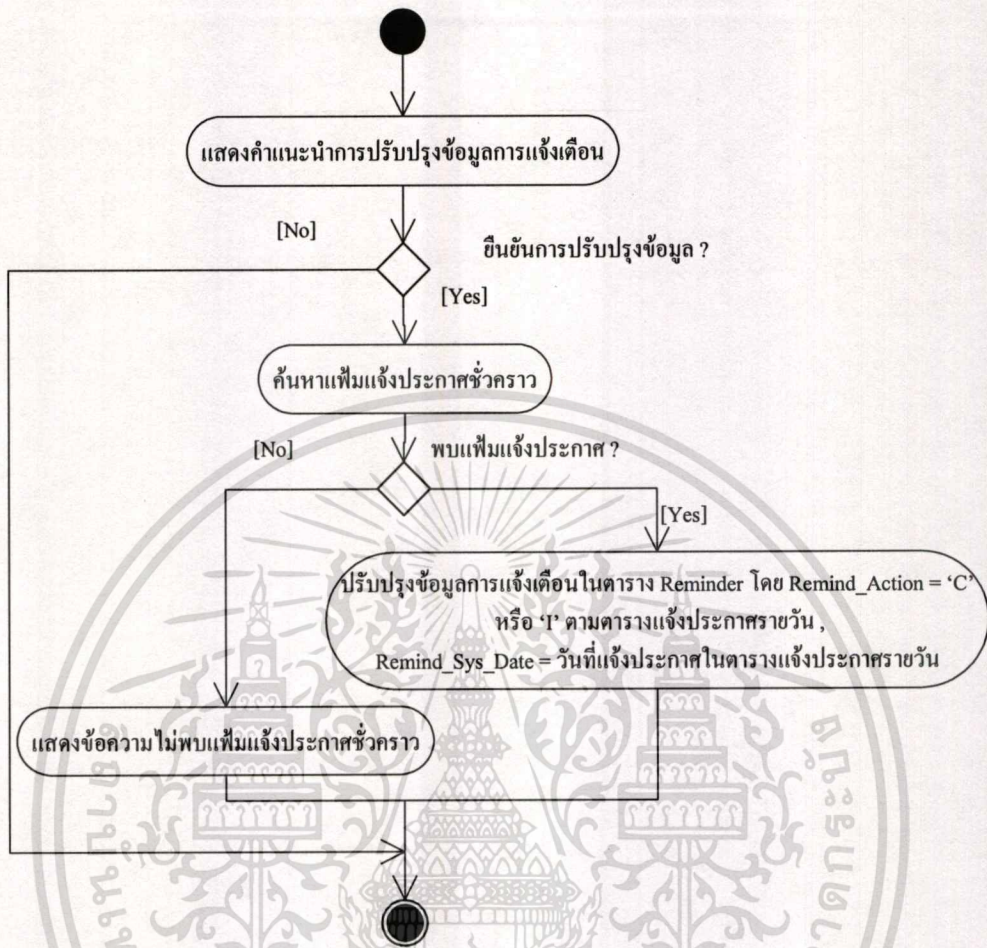 แสดงคำแนะนำการปรับปรุงข้อมูลการแจ้งเตือน
[No]
ยืนยันการปรับปรุงข้อมูล ?
[Yes]
ค้นหาแฟ้มแจ้งประกาศชั่วคราว
[No]
พบแฟ้มแจ้งประกาศ ?
[Yes]
ปรับปรุงข้อมูลการแจ้งเตือนในตาราง Reminder โดย Remind_Action = ‘C’
หรือ ‘I’ ตามตารางแจ้งประกาศรายวัน ,
Remind_Sys_Date = วันที่แจ้งประกาศในตารางแจ้งประกาศรายวัน
แสดงข้อความไม่พบแฟ้มแจ้งประกาศชั่วคราว